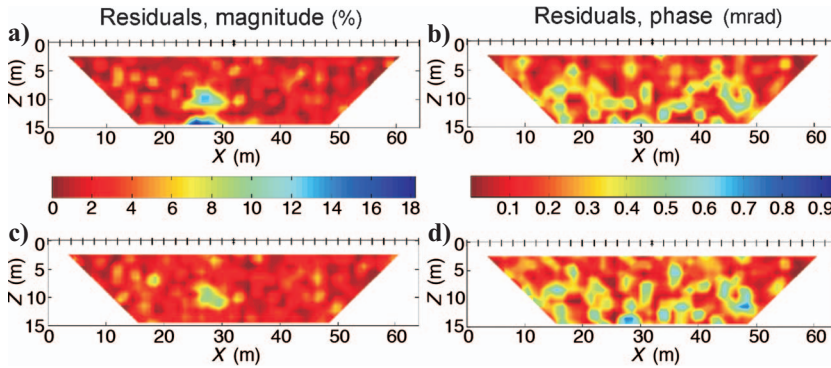 Residuals, magnitude (%)
Residuals, phase (mrad)
a)
b)
0
5
10
15
Z (m)
0 10 20 30 40 50 60
X (m)
0
5
10
15
Z (m)
0 10 20 30 40 50 60
X (m)
0 2 4 6 8 10 12 14 16 18
0.1 0.2 0.3 0.4 0.5 0.6 0.7 0.8 0.9
c)
d)
0
5
10
15
Z (m)
0 10 20 30 40 50 60
X (m)
0
5
10
15
Z (m)
0 10 20 30 40 50 60
X (m)